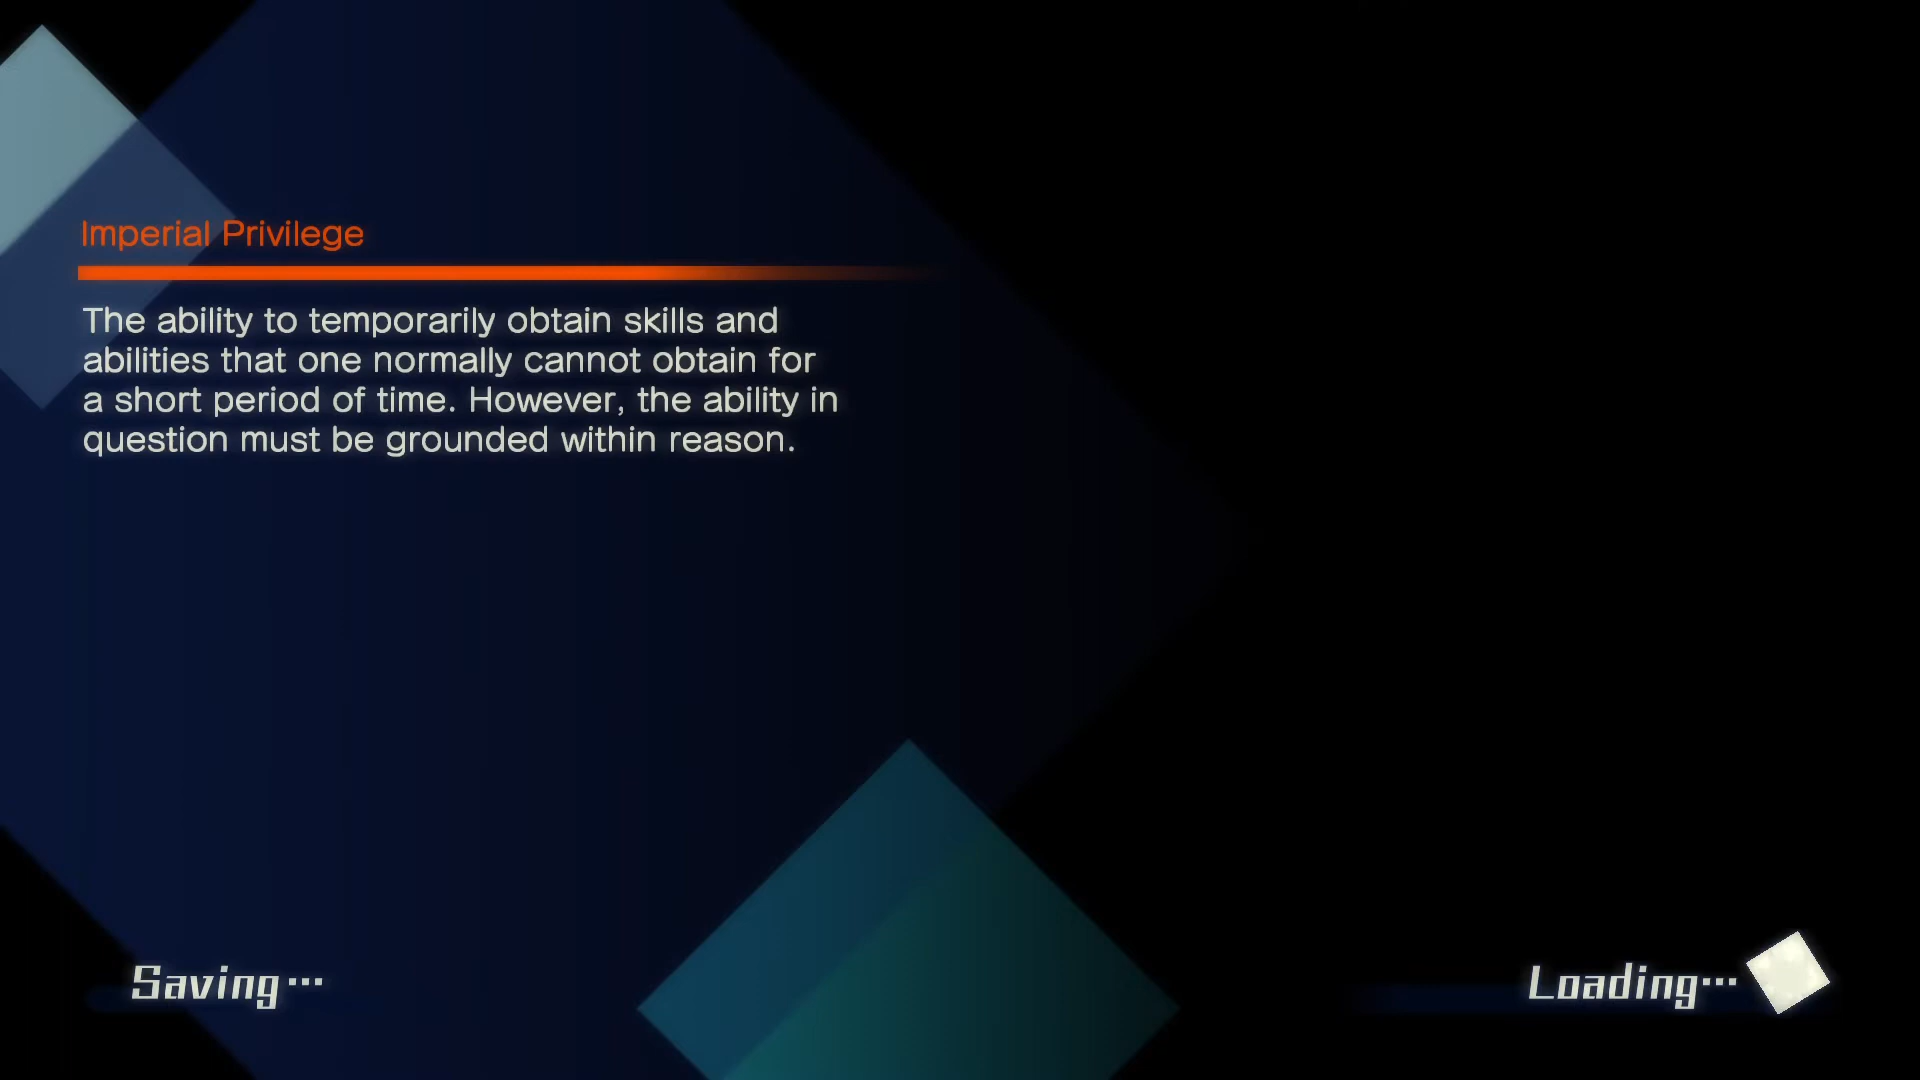 Imperial Privilege
The ability to temporarily obtain skills and
abilities that one normally cannot obtain for
a short period of time. However, the ability in
question must be grounded within reason.
Saving…
Loading…